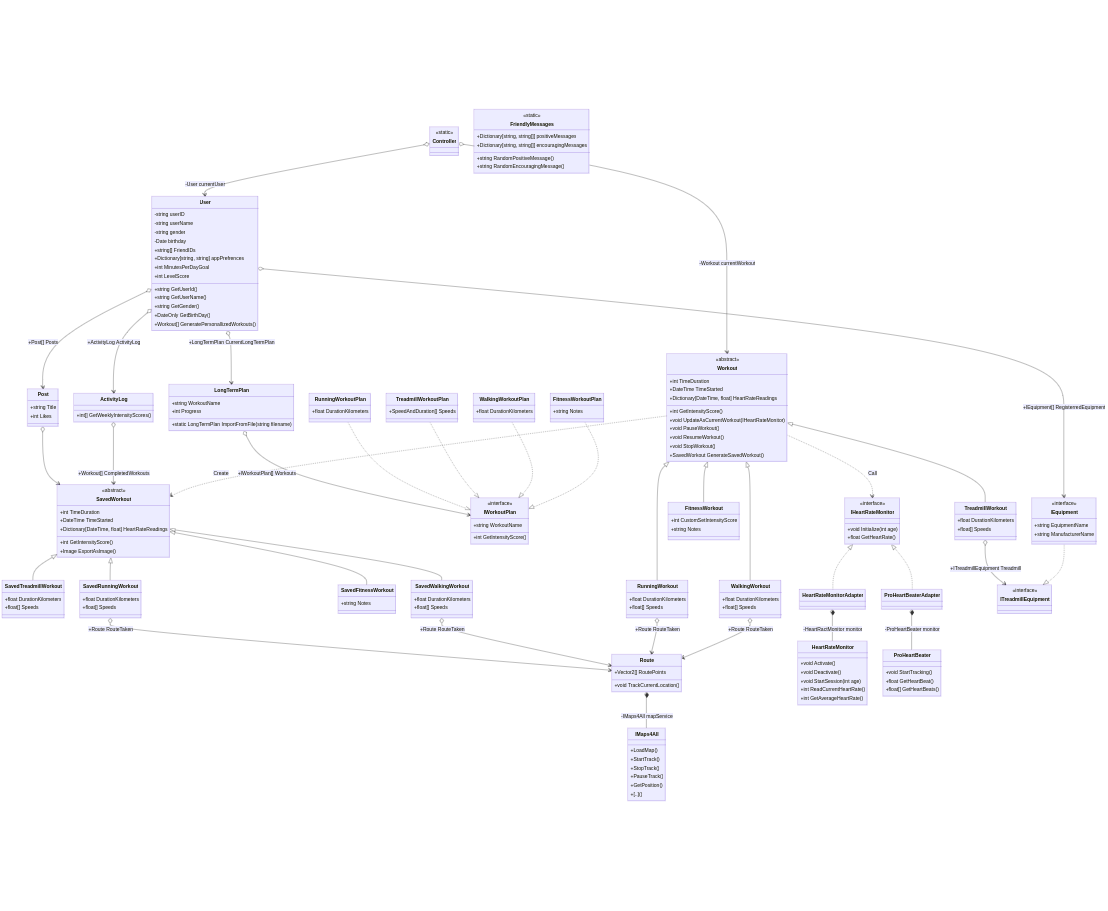 «static»
FriendlyMessages
+Dictionary[string, string[]] positiveMessages
+Dictionary[string, string[]] encouragingMessages
+string RandomPositiveMessage()
+string RandomEncouragingMessage()
«static»
Controller
-User currentUser
-Workout currentWorkout
User
-string userID
-string userName
-string gender
-Date birthday
+string[] FriendIDs
+Dictionary[string, string] appPrefrences
+int MinutesPerDayGoal
+int LevelScore
+string GetUserId()
+string GetUserName()
+string GetGender()
+DateOnly GetBirthDay()
+Workout[] GeneratePersonalizedWorkouts()
+Post[] Posts
+ActivityLog ActivityLog
+LongTermPlan CurrentLongTermPlan
+IEquipment[] RegisteredEquipment
Post
+string Title
+int Likes
ActivityLog
+int[] GetWeeklyIntensityScores()
LongTermPlan
+string WorkoutName
+int Progress
+static LongTermPlan ImportFromFile(string filename)
RunningWorkoutPlan
+float DurationKilometers
TreadmillWorkoutPlan
+SpeedAndDuration[] Speeds
WalkingWorkoutPlan
+float DurationKilometers
FitnessWorkoutPlan
+string Notes
«abstract»
Workout
+int TimeDuration
+DateTime TimeStarted
+Dictionary[DateTime, float] HeartRateReadings
+int GetIntensityScore()
+void UpdateAsCurrentWorkout(IHeartRateMonitor)
+void PauseWorkout()
+void ResumeWorkout()
+void StopWorkout()
+SavedWorkout GenerateSavedWorkout()
+Workout[] CompletedWorkouts
Create
+IWorkoutPlan[] Workouts
Call
«abstract»
SavedWorkout
+int TimeDuration
+DateTime TimeStarted
+Dictionary[DateTime, float] HeartRateReadings
+int GetIntensityScore()
+Image ExportAsImage()
«interface»
IWorkoutPlan
+string WorkoutName
+int GetIntensityScore()
FitnessWorkout
+int CustomSetIntensityScore
+string Notes
«interface»
IHeartRateMonitor
+void Initialize(int age)
+float GetHeartRate()
TreadmillWorkout
+float DurationKilometers
+float[] Speeds
«interface»
IEquipment
+string EquipmentName
+string ManufacturerName
+ITreadmillEquipment Treadmill
SavedTreadmillWorkout
+float DurationKilometers
+float[] Speeds
SavedRunningWorkout
+float DurationKilometers
+float[] Speeds
SavedFitnessWorkout
+string Notes
SavedWalkingWorkout
+float DurationKilometers
+float[] Speeds
RunningWorkout
+float DurationKilometers
+float[] Speeds
WalkingWorkout
+float DurationKilometers
+float[] Speeds
HeartRateMonitorAdapter
ProHeartBeaterAdapter
«interface»
ITreadmillEquipment
+Route RouteTaken
+Route RouteTaken
+Route RouteTaken
+Route RouteTaken
-HeartRactMonitor monitor
-ProHeartBeater monitor
Route
+Vector2[] RoutePoints
+void TrackCurrentLocation()
HeartRateMonitor
+void Activate()
+void Deactivate()
+void StartSession(int age)
+int ReadCurrentHeartRate()
+int GetAverageHeartRate()
ProHeartBeater
+void StartTracking()
+float GetHeartBeat()
+float[] GetHeartBeats()
-IMaps4All mapService
IMaps4All
+LoadMap()
+StartTrack()
+StopTrack()
+PauseTrack()
+GetPosition()
+[..]()